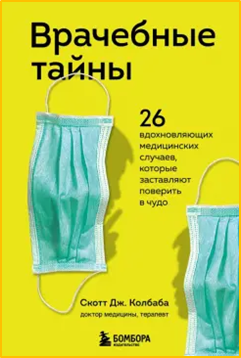 Врачебные
тайны
26
вдохновляющих
медицинских
случаев,
которые
заставляют
поверить
в чудо
Скотт Дж. Колбаба
доктор медицины, терапевт
БОМБОРА
ИЗДАТЕЛЬСТВО